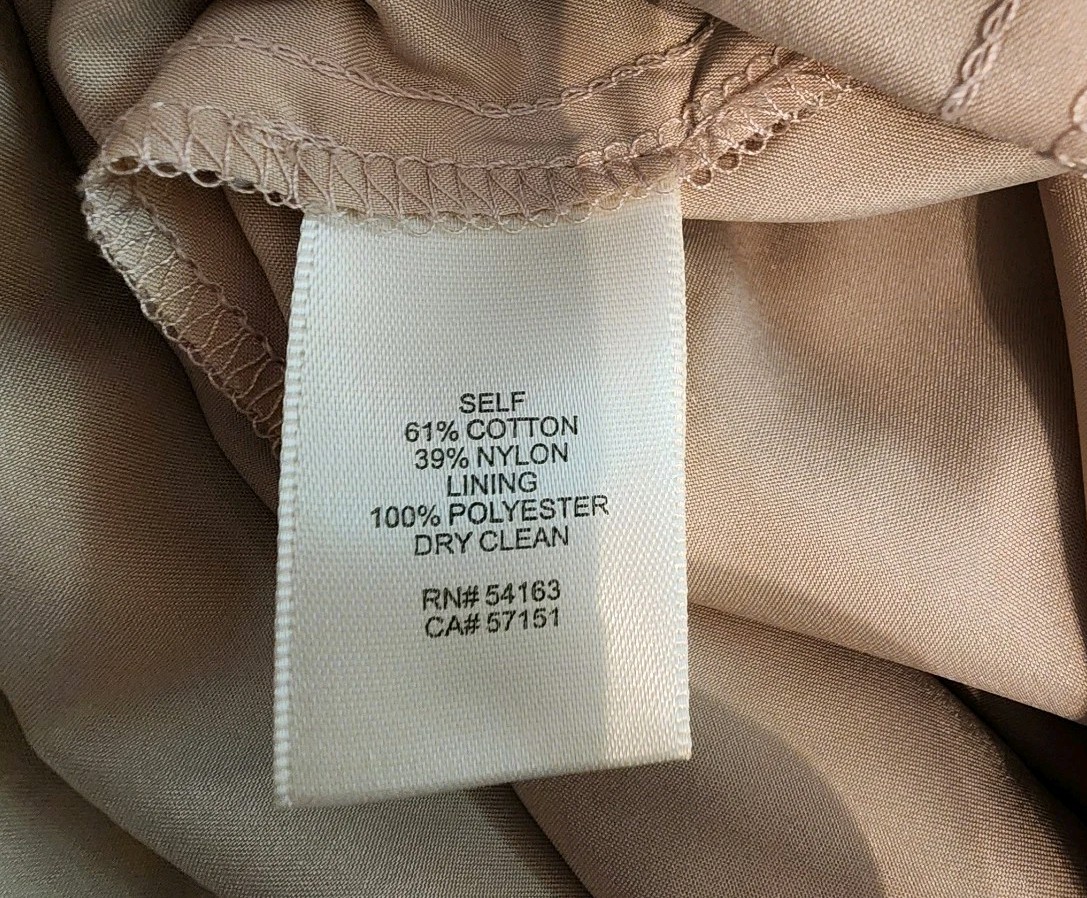 SELF
61% COTTON
39% NYLON
LINING
100% POLYESTER
DRY CLEAN
RN# 54163
CA# 57151